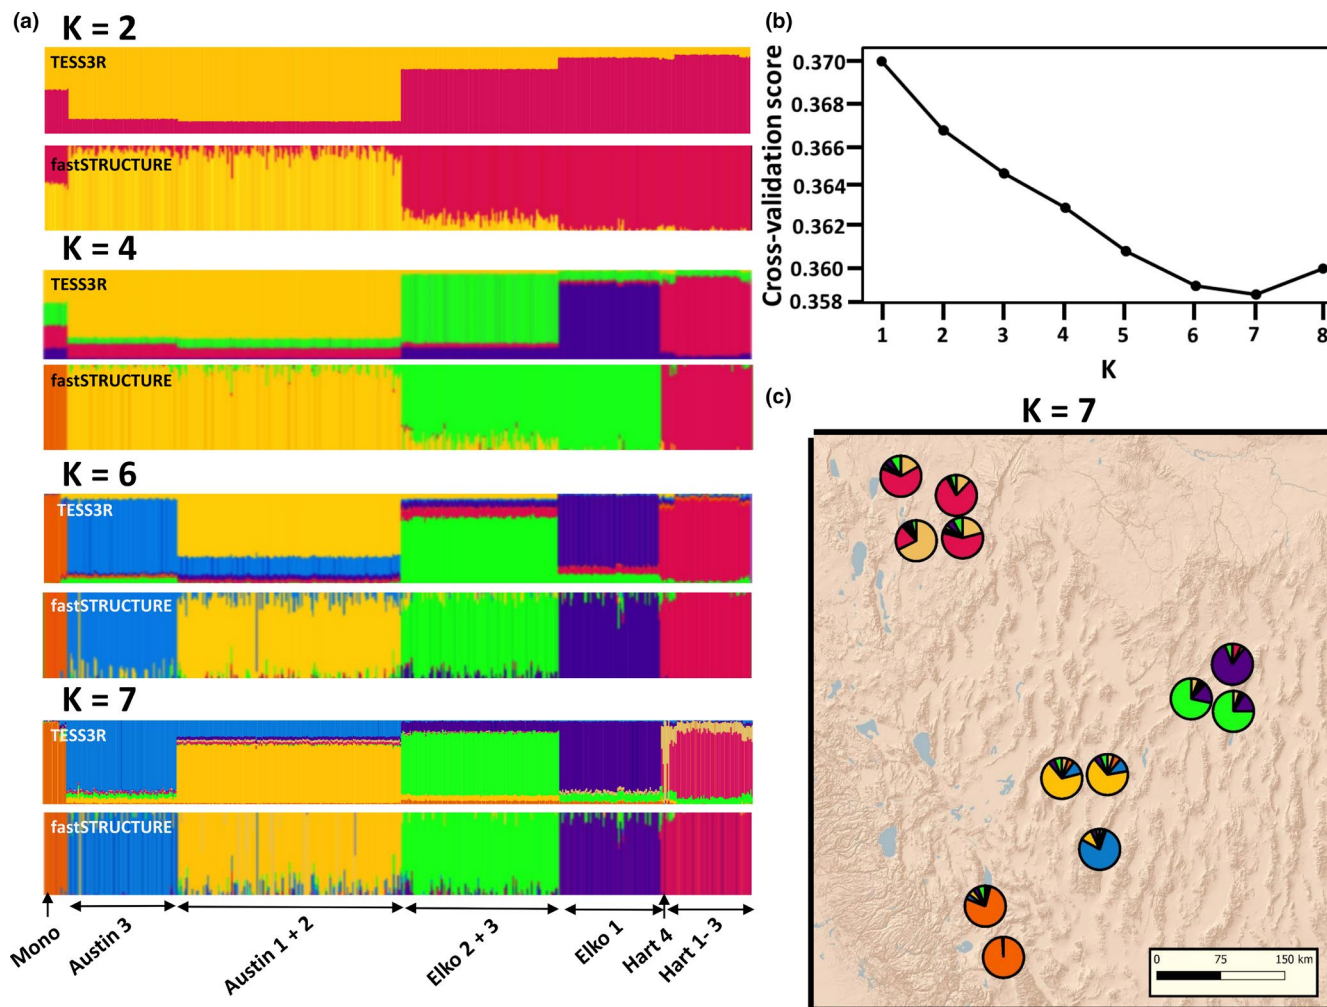 (a)
K = 2
TESS3R
fastSTRUCTURE
K = 4
TESS3R
fastSTRUCTURE
K = 6
TESS3R
fastSTRUCTURE
K = 7
TESS3R
fastSTRUCTURE
Mono
Austin 3
Austin 1 + 2
Elko 2 + 3
Elko 1
Hart 4
Hart 1- 3
(b)
Cross-validation score
0.370
0.368
0.366
0.364
0.362
0.360
0.358
1 2 3 4 5 6 7 8
K
(c)
K = 7
0 75 150 km